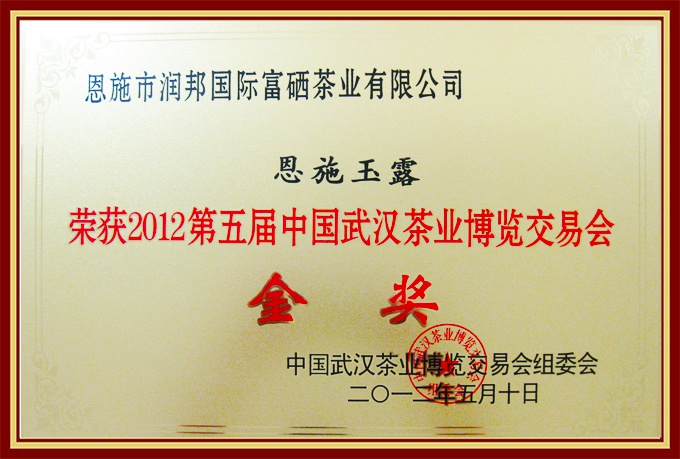 恩施市润邦国际富硒茶业有限公司
恩施玉露
荣获2012第五届中国武汉茶业博览交易会
金奖
中国武汉茶业博览交易会组委会
二〇一二年五月十日